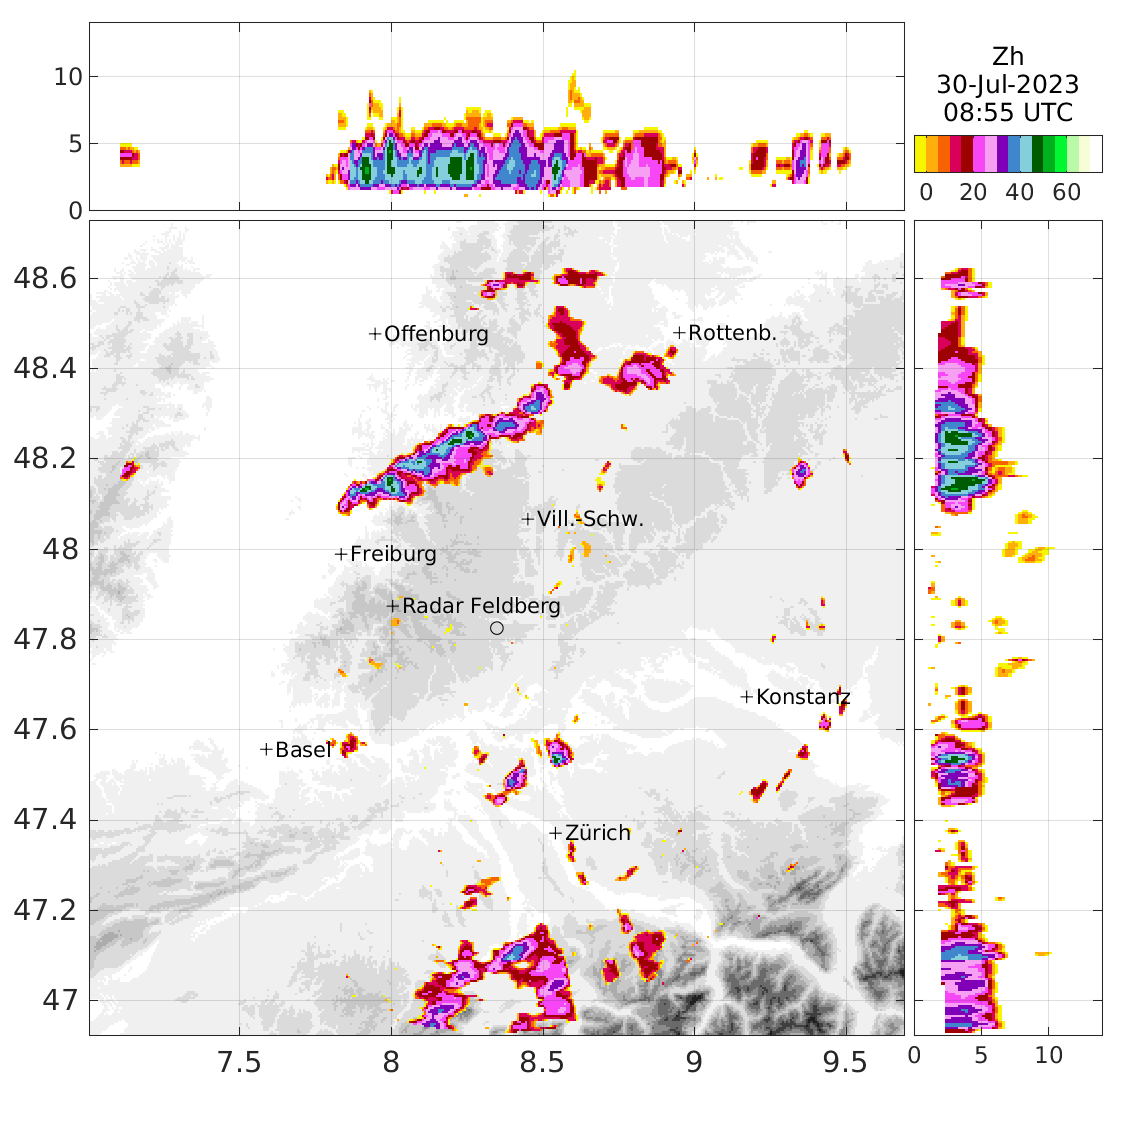 10
5
0
Zh
30-Jul-2023
08:55 UTC
0 20 40 60
48.6
48.4
48.2
48
47.8
47.6
47.4
47.2
47
+Offenburg
+Rottenb.
+Vill.-Schw.
+Freiburg
+Radar Feldberg
+Konstanz
+Basel
+Zürich
7.5 8 8.5 9 9.5
0 5 10